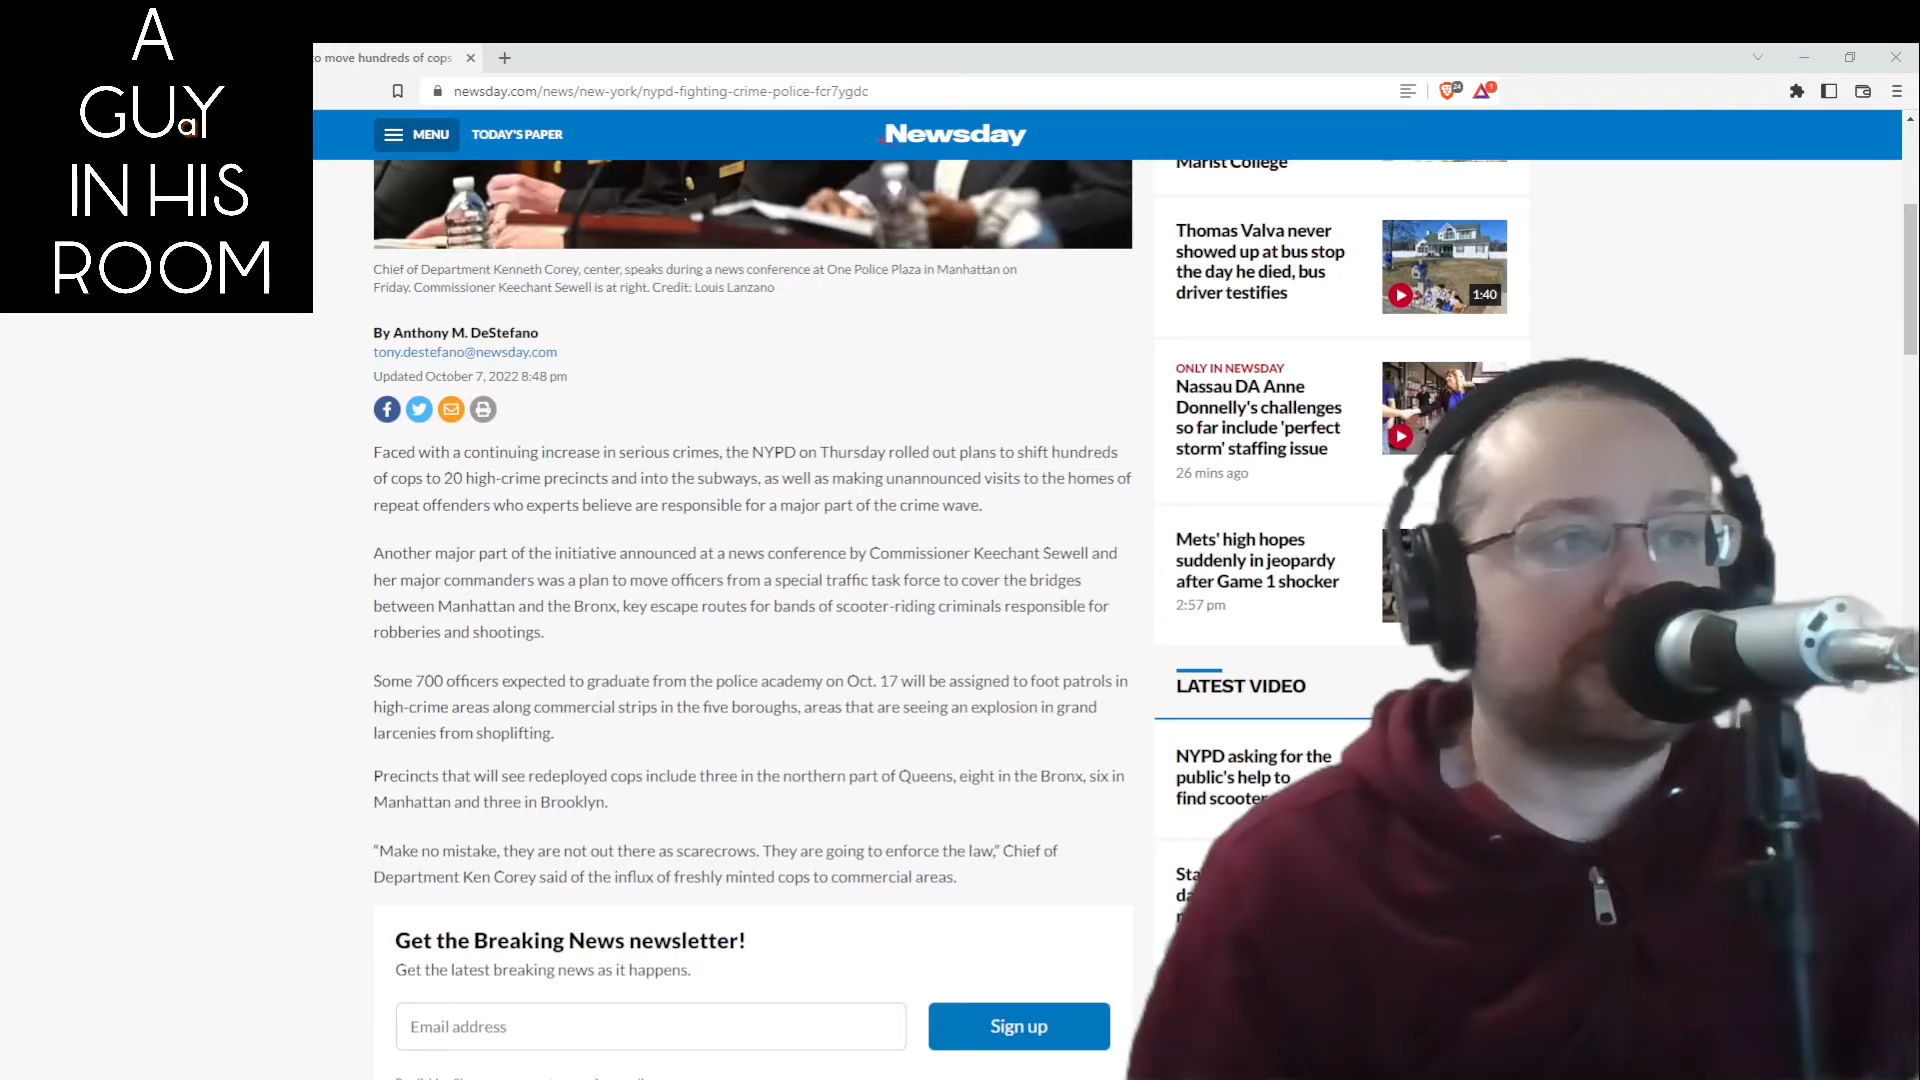 A
GUY
a
IN HIS
ROOM
o move hundreds of cops
newsday.com/news/new-york/nypd-fighting-crime-police-fcr7ygdc
24
1
MENU
TODAY'S PAPER
Newsday
Chief of Department Kenneth Corey, center, speaks during a news conference at One Police Plaza in Manhattan on
Friday. Commissioner Keechant Sewell is at right. Credit: Louis Lanzano
By Anthony M. DeStefano
tony.destefano@newsday.com
Updated October 7, 2022 8:48 pm
Faced with a continuing increase in serious crimes, the NYPD on Thursday rolled out plans to shift hundreds
of cops to 20 high-crime precincts and into the subways, as well as making unannounced visits to the homes of
repeat offenders who experts believe are responsible for a major part of the crime wave.
Another major part of the initiative announced at a news conference by Commissioner Keechant Sewell and
her major commanders was a plan to move officers from a special traffic task force to cover the bridges
between Manhattan and the Bronx, key escape routes for bands of scooter-riding criminals responsible for
robberies and shootings.
Some 700 officers expected to graduate from the police academy on Oct. 17 will be assigned to foot patrols in
high-crime areas along commercial strips in the five boroughs, areas that are seeing an explosion in grand
larcenies from shoplifting.
Precincts that will see redeployed cops include three in the northern part of Queens, eight in the Bronx, six in
Manhattan and three in Brooklyn.
“Make no mistake, they are not out there as scarecrows. They are going to enforce the law,” Chief of
Department Ken Corey said of the influx of freshly minted cops to commercial areas.
Get the Breaking News newsletter!
Get the latest breaking news as it happens.
Email address
Sign up
Marist College
Thomas Valva never
showed up at bus stop
the day he died, bus
driver testifies
1:40
ONLY IN NEWSDAY
Nassau DA Anne
Donnelly's challenges
so far include 'perfect
storm' staffing issue
26 mins ago
Mets' high hopes
suddenly in jeopardy
after Game 1 shocker
2:57 pm
LATEST VIDEO
NYPD asking for the
public's help to
find scooter
Sta
da